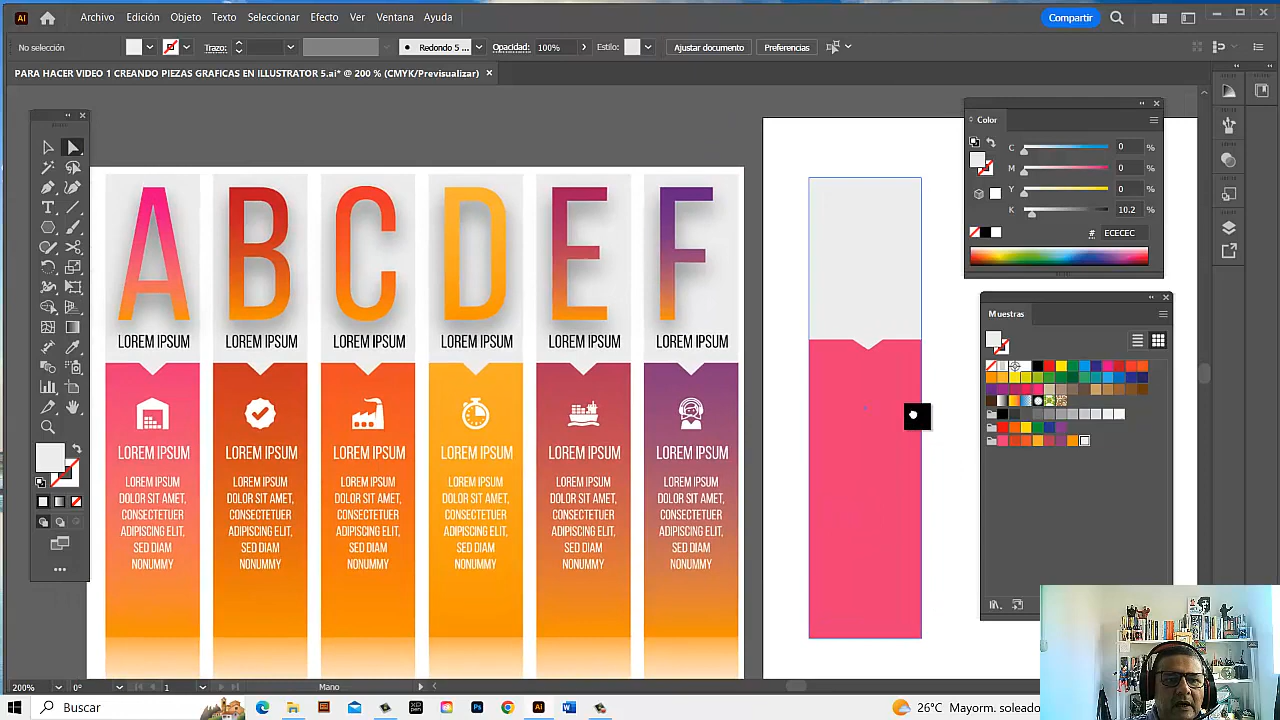 Ai
Archivo Edición Objeto Texto Seleccionar Efecto Ver Ventana Ayuda
Compartir
No selección
Trazo:
Redondo 5 ...
Opacidad: 100%
Estilo:
Ajustar documento
Preferencias
PARA HACER VIDEO 1 CREANDO PIEZAS GRAFICAS EN ILLUSTRATOR 5.ai* @ 200 % (CMYK/Previsualizar) ×
A B C D E F
LOREM IPSUM LOREM IPSUM LOREM IPSUM LOREM IPSUM LOREM IPSUM LOREM IPSUM
LOREM IPSUM LOREM IPSUM LOREM IPSUM LOREM IPSUM LOREM IPSUM LOREM IPSUM
LOREM IPSUM LOREM IPSUM LOREM IPSUM LOREM IPSUM LOREM IPSUM LOREM IPSUM
DOLOR SIT AMET, DOLOR SIT AMET, DOLOR SIT AMET, DOLOR SIT AMET, DOLOR SIT AMET, DOLOR SIT AMET,
CONSECTETUER CONSECTETUER CONSECTETUER CONSECTETUER CONSECTETUER CONSECTETUER
ADIPISCING ELIT, ADIPISCING ELIT, ADIPISCING ELIT, ADIPISCING ELIT, ADIPISCING ELIT, ADIPISCING ELIT,
SED DIAM SED DIAM SED DIAM SED DIAM SED DIAM SED DIAM
NONUMMY NONUMMY NONUMMY NONUMMY NONUMMY NONUMMY
Color
C 0 %
M 0 %
Y 0 %
K 10.2 %
# ECECEC
Muestras
200% 0° 1 Mano
Buscar
26°C Mayorm. soleado